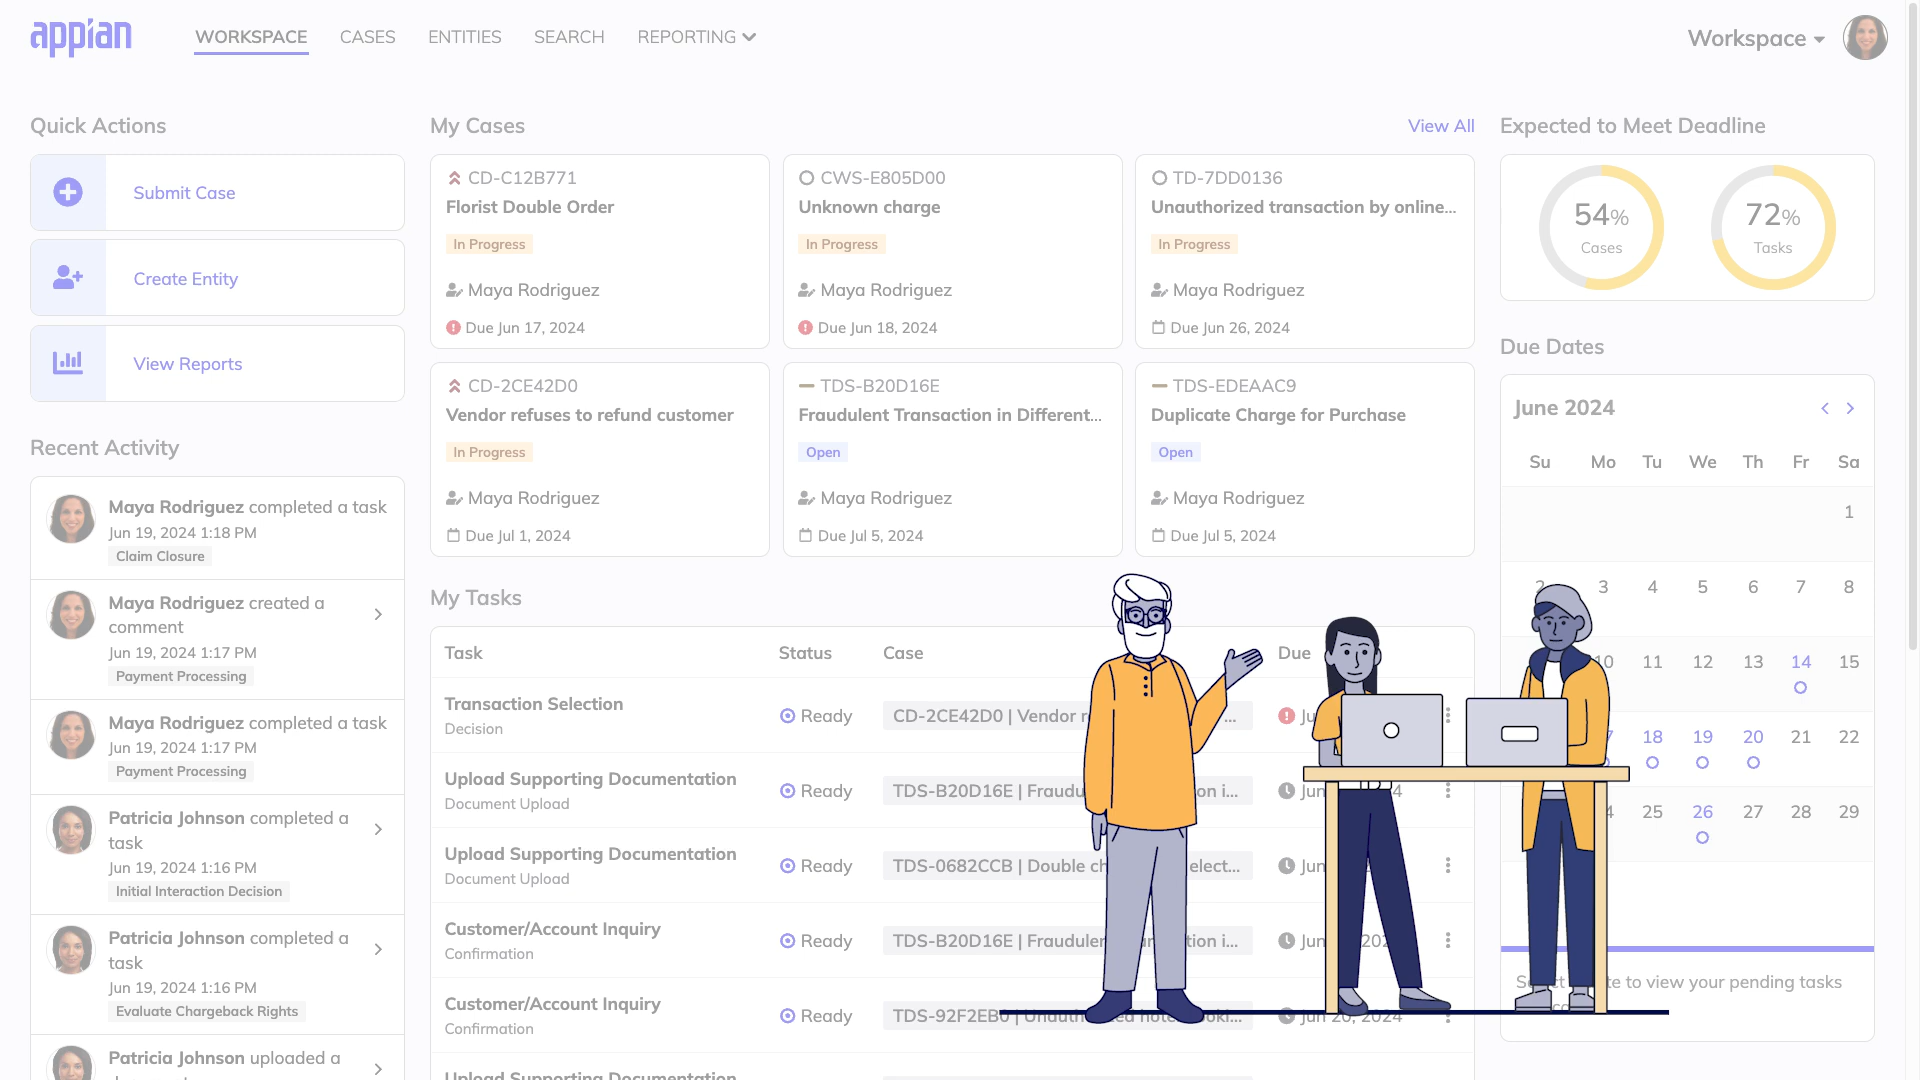 appian
WORKSPACE
CASES
ENTITIES
SEARCH
REPORTING
Workspace
Quick Actions
Submit Case
Create Entity
View Reports
Recent Activity
Maya Rodriguez completed a task
Jun 19, 2024 1:18 PM
Claim Closure
Maya Rodriguez created a
comment
Jun 19, 2024 1:17 PM
Payment Processing
Maya Rodriguez completed a task
Jun 19, 2024 1:17 PM
Payment Processing
Patricia Johnson completed a
task
Jun 19, 2024 1:16 PM
Initial Interaction Decision
Patricia Johnson completed a
task
Jun 19, 2024 1:16 PM
Evaluate Chargeback Rights
Patricia Johnson uploaded a
My Cases
View All
CD-C12B771
Florist Double Order
In Progress
Maya Rodriguez
Due Jun 17, 2024
CWS-E805D00
Unknown charge
In Progress
Maya Rodriguez
Due Jun 18, 2024
TD-7DD0136
Unauthorized transaction by online...
In Progress
Maya Rodriguez
Due Jun 26, 2024
CD-2CE42D0
Vendor refuses to refund customer
In Progress
Maya Rodriguez
Due Jul 1, 2024
TDS-B20D16E
Fraudulent Transaction in Different...
Open
Maya Rodriguez
Due Jul 5, 2024
TDS-EDEAAC9
Duplicate Charge for Purchase
Open
Maya Rodriguez
Due Jul 5, 2024
My Tasks
Task Status Case Due
Transaction Selection
Decision
Ready
CD-2CE42D0 | Vendor ...
Upload Supporting Documentation
Document Upload
Ready
TDS-B20D16E |
Jun
Upload Supporting Documentation
Document Upload
Ready
TDS-0682CCB | Double
Jun
Customer/Account Inquiry
Confirmation
Ready
TDS-B20D16E |
Jun
Customer/Account Inquiry
Confirmation
Ready
TDS-92F2EB0 |
Jun 20, 2024
Upload Supporting Documentation
Expected to Meet Deadline
54%
Cases
72%
Tasks
Due Dates
June 2024
Su Mo Tu We Th Fr Sa
1
2 3 4 5 6 7 8
10 11 12 13 14 15
18 19 20 21 22
25 26 27 28 29
to view your pending tasks